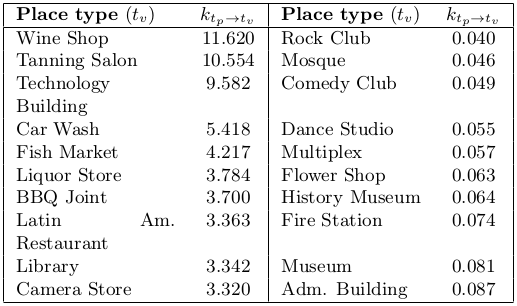 Place type (t_v) k_{t_p→t_v} Place type (t_v) k_{t_p→t_v}
Wine Shop 11.620 Rock Club 0.040
Tanning Salon 10.554 Mosque 0.046
Technology 9.582 Comedy Club 0.049
Building
Car Wash 5.418 Dance Studio 0.055
Fish Market 4.217 Multiplex 0.057
Liquor Store 3.784 Flower Shop 0.063
BBQ Joint 3.700 History Museum 0.064
Latin Am. 3.363 Fire Station 0.074
Restaurant
Library 3.342 Museum 0.081
Camera Store 3.320 Adm. Building 0.087